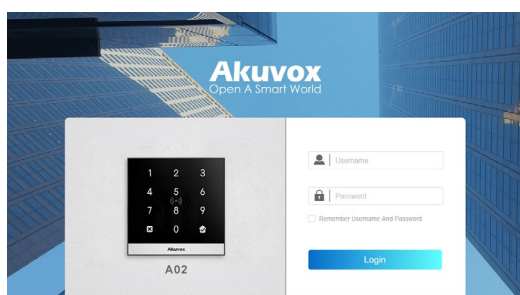 Akuvox
Open A Smart World
1 2 3
4 5 6
7 8 9
0
Akuvox
A02
Username
Password
Remember Username And Password
Login